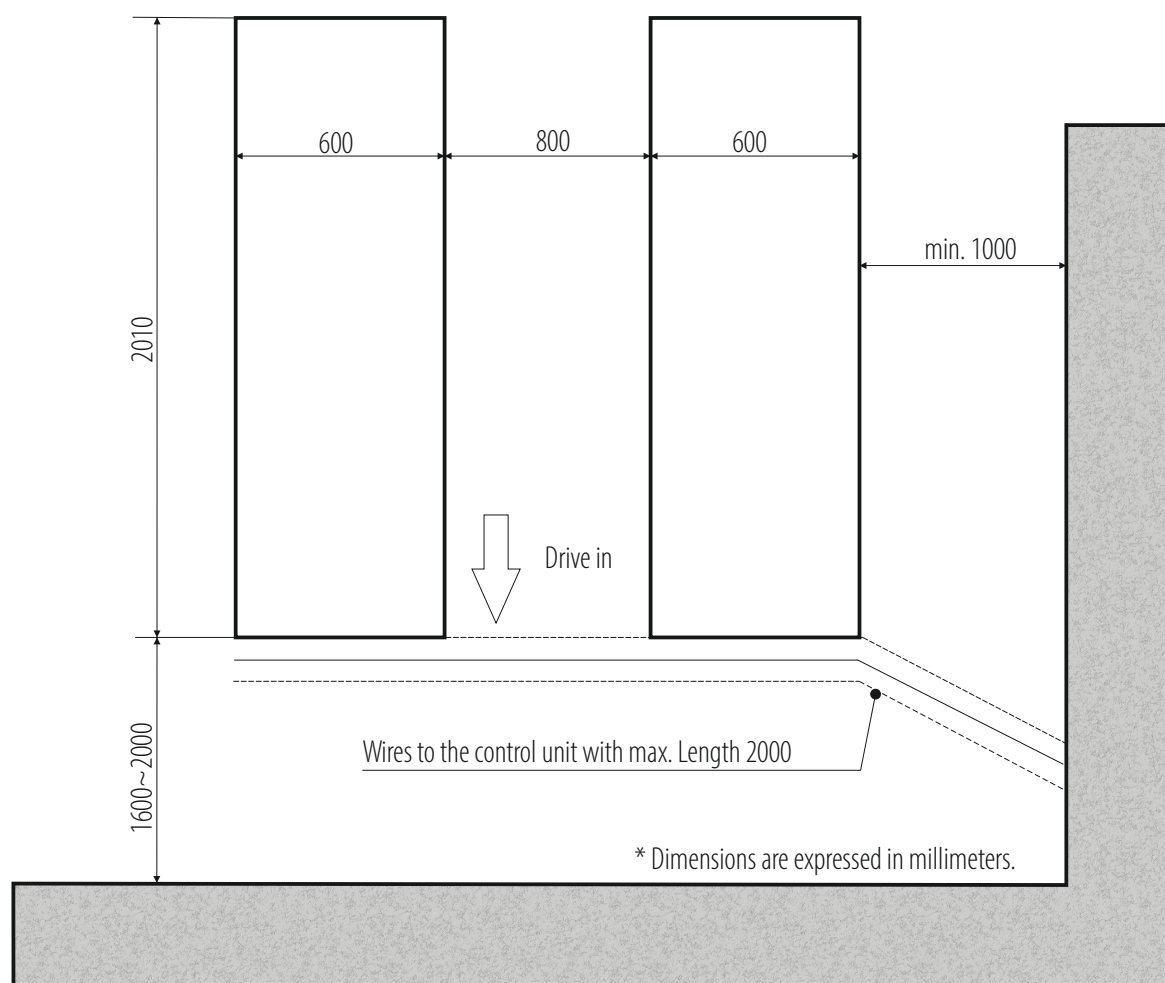 600
800
600
min. 1000
2010
Drive in
Wires to the control unit with max. Length 2000
1600~2000
* Dimensions are expressed in millimeters.